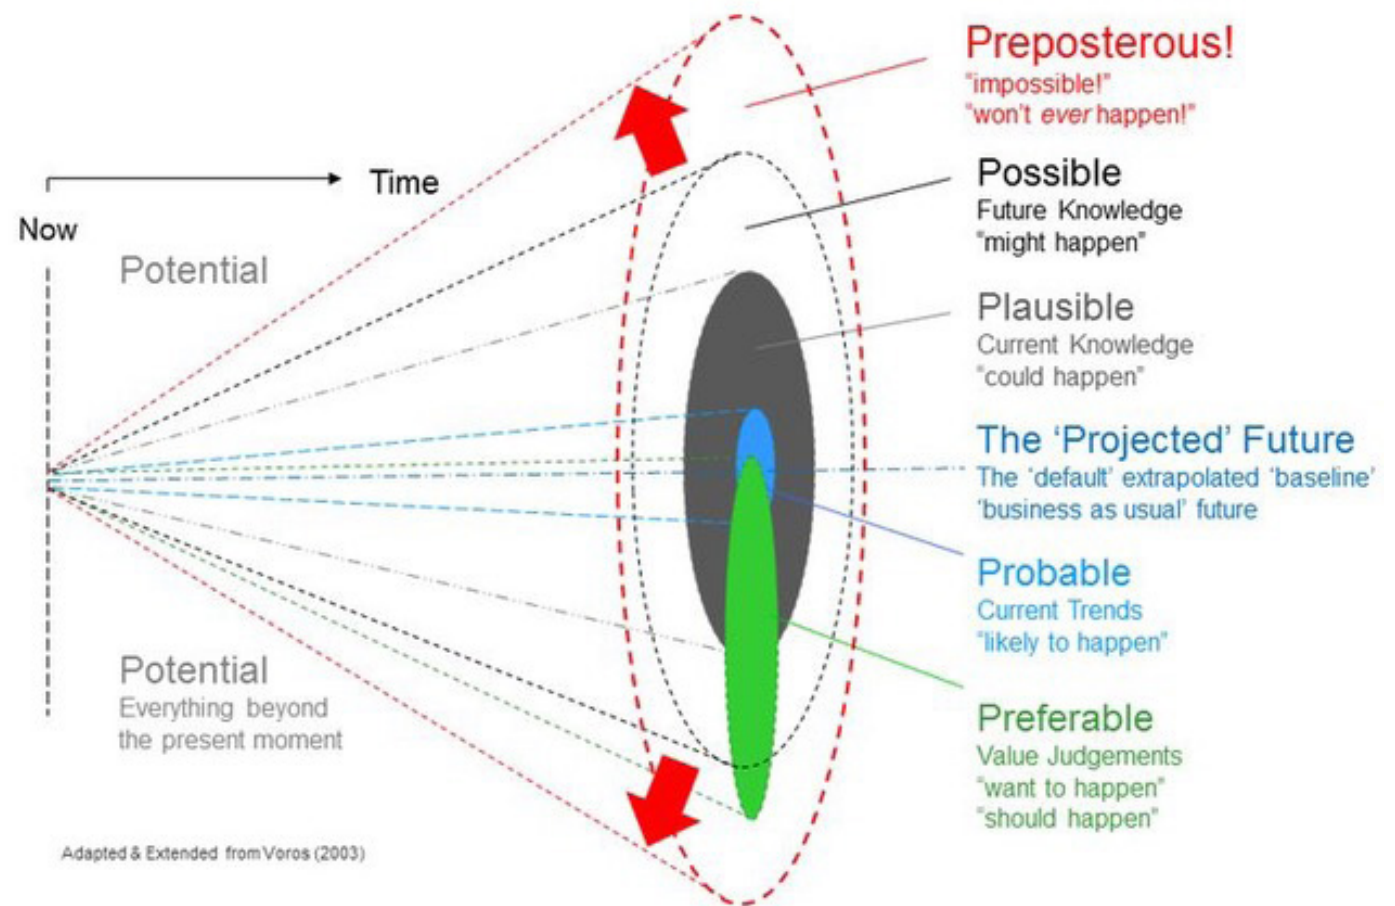 Preposterous!
"impossible!"
"won't ever happen!"
Time
Now
Potential
Possible
Future Knowledge
"might happen"
Plausible
Current Knowledge
"could happen"
The 'Projected' Future
The 'default' extrapolated 'baseline'
'business as usual' future
Probable
Current Trends
"likely to happen"
Potential
Everything beyond
the present moment
Preferable
Value Judgements
"want to happen"
"should happen"
Adapted & Extended from Voros (2003)